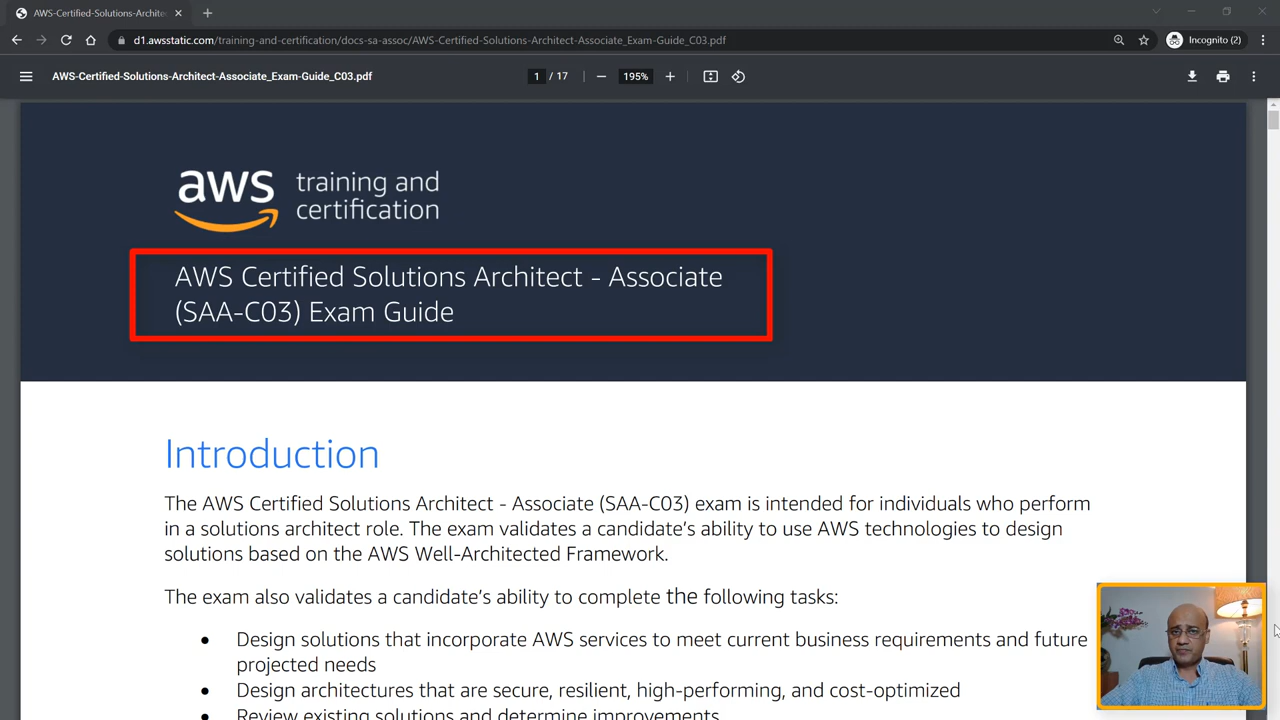 AWS-Certified-Solutions-Archite
d1.awsstatic.com/training-and-certification/docs-sa-assoc/AWS-Certified-Solutions-Architect-Associate_Exam-Guide_C03.pdf
Incognito (2)
AWS-Certified-Solutions-Architect-Associate_Exam-Guide_C03.pdf
1 / 17
195%
aws training and
certification
AWS Certified Solutions Architect - Associate
(SAA-C03) Exam Guide
Introduction
The AWS Certified Solutions Architect - Associate (SAA-C03) exam is intended for individuals who perform
in a solutions architect role. The exam validates a candidate's ability to use AWS technologies to design
solutions based on the AWS Well-Architected Framework.
The exam also validates a candidate's ability to complete the following tasks:
• Design solutions that incorporate AWS services to meet current business requirements and future
projected needs
• Design architectures that are secure, resilient, high-performing, and cost-optimized
• Review existing solutions and determine improvements